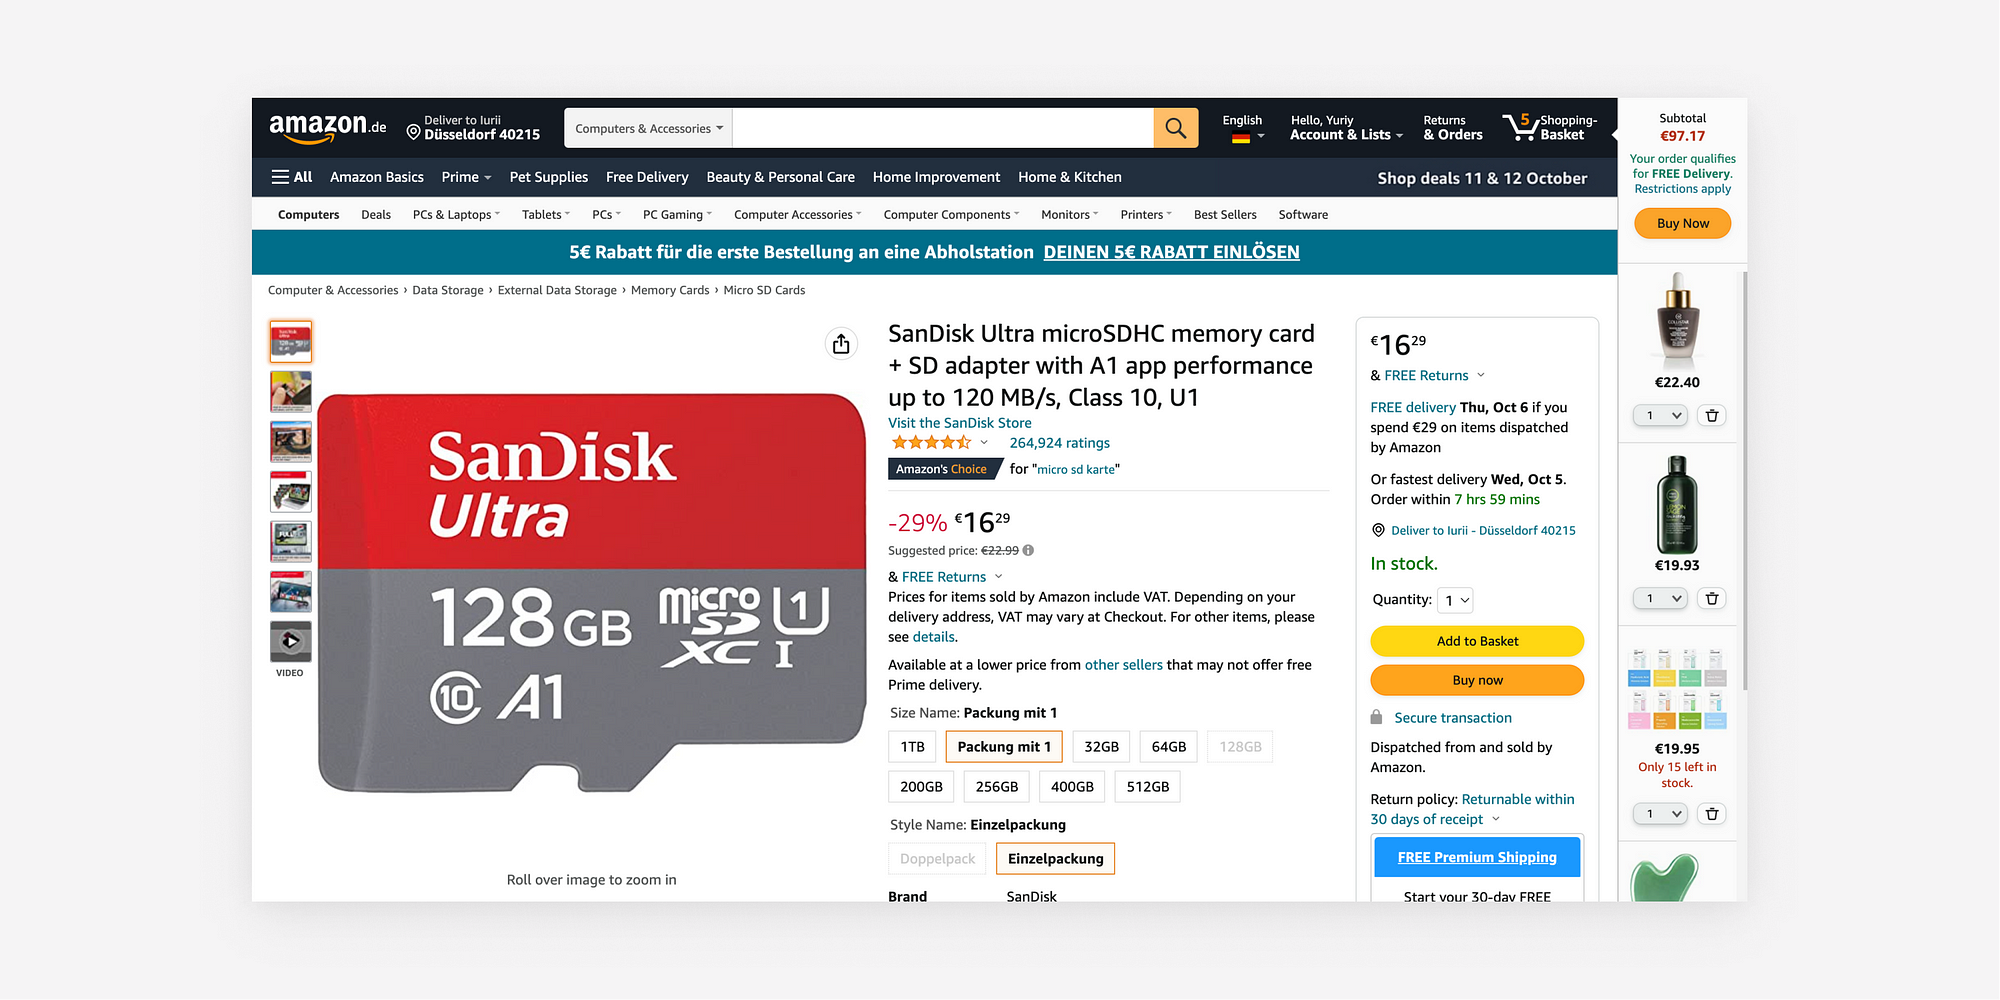 amazon.de
Deliver to Iurii
Düsseldorf 40215
Computers & Accessories
English
Hello, Yuriy
Account & Lists
Returns
& Orders
5
Shopping-
Basket
All
Amazon Basics
Prime
Pet Supplies
Free Delivery
Beauty & Personal Care
Home Improvement
Home & Kitchen
Shop deals 11 & 12 October
Computers
Deals
PCs & Laptops
Tablets
PCs
PC Gaming
Computer Accessories
Computer Components
Monitors
Printers
Best Sellers
Software
5€ Rabatt für die erste Bestellung an eine Abholstation DEINEN 5€ RABATT EINLÖSEN
Computer & Accessories › Data Storage › External Data Storage › Memory Cards › Micro SD Cards
VIDEO
SanDisk
Ultra
128 GB
micro
SD
XC I
U1
10 A1
Roll over image to zoom in
SanDisk Ultra microSDHC memory card
+ SD adapter with A1 app performance
up to 120 MB/s, Class 10, U1
Visit the SanDisk Store
264,924 ratings
Amazon's Choice for "micro sd karte"
-29% €16 29
Suggested price: €22.99
& FREE Returns
Prices for items sold by Amazon include VAT. Depending on your
delivery address, VAT may vary at Checkout. For other items, please
see details.
Available at a lower price from other sellers that may not offer free
Prime delivery.
Size Name: Packung mit 1
1TB
Packung mit 1
32GB
64GB
128GB
200GB
256GB
400GB
512GB
Style Name: Einzelpackung
Doppelpack
Einzelpackung
Brand SanDisk
€16 29
& FREE Returns
FREE delivery Thu, Oct 6 if you
spend €29 on items dispatched
by Amazon
Or fastest delivery Wed, Oct 5.
Order within 7 hrs 59 mins
Deliver to Iurii - Düsseldorf 40215
In stock.
Quantity: 1
Add to Basket
Buy now
Secure transaction
Dispatched from and sold by
Amazon.
Return policy: Returnable within
30 days of receipt
FREE Premium Shipping
Start your 30-day FREE
Subtotal
€97.17
Your order qualifies
for FREE Delivery.
Restrictions apply
Buy Now
€22.40
1
€19.93
1
€19.95
Only 15 left in
stock.
1